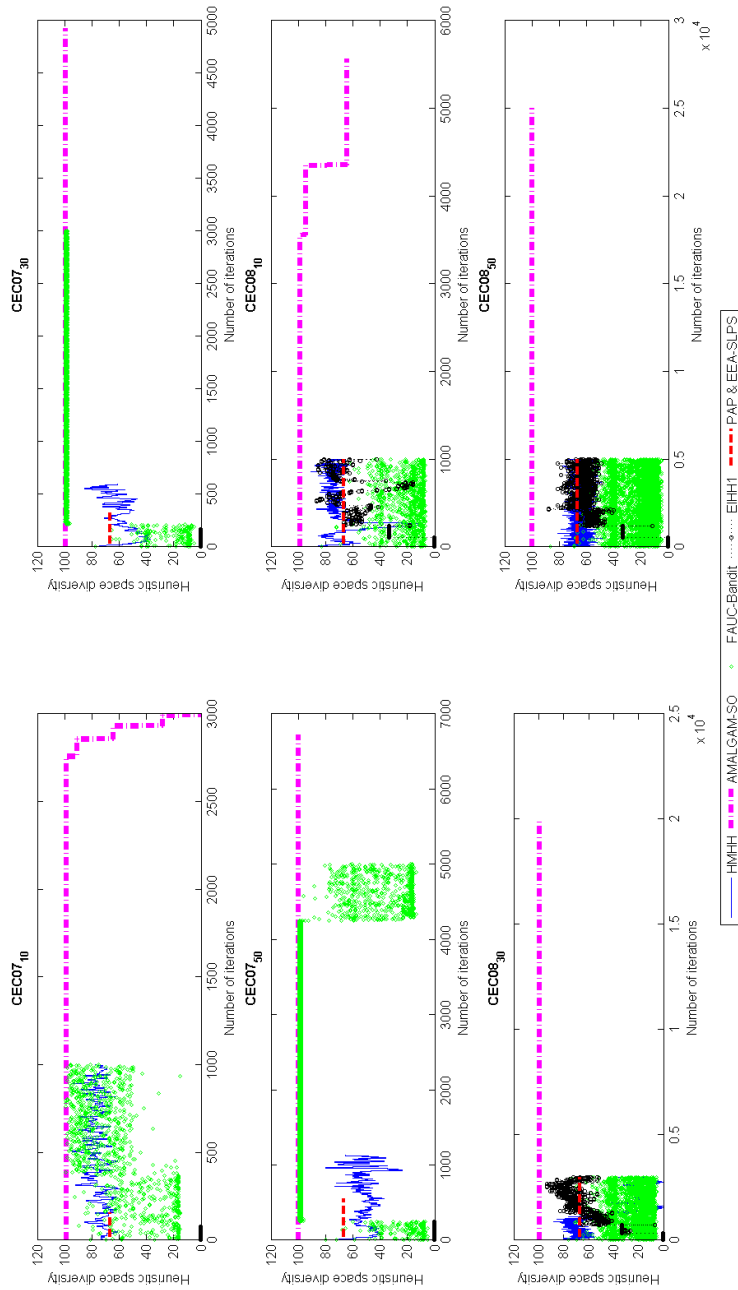 CEC07₁₀
120
100
80
60
40
20
0
Heuristic space diversity
0 500 1000 1500 2000 2500 3000
Number of iterations
CEC07₃₀
120
100
80
60
40
20
0
Heuristic space diversity
0 500 1000 1500 2000 2500 3000 3500 4000 4500 5000
Number of iterations
CEC07₅₀
120
100
80
60
40
20
0
Heuristic space diversity
0 1000 2000 3000 4000 5000 6000 7000
Number of iterations
CEC08₁₀
120
100
80
60
40
20
0
Heuristic space diversity
0 1000 2000 3000 4000 5000 6000
Number of iterations
CEC08₃₀
120
100
80
60
40
20
0
Heuristic space diversity
0 0.5 1 1.5 2 2.5
x 10⁴
Number of iterations
CEC08₅₀
120
100
80
60
40
20
0
Heuristic space diversity
0 0.5 1 1.5 2 2.5 3
x 10⁴
Number of iterations
HMHH AMALGAM-SO FAUC-Bandit EIHH1 PAP & EEA-SLPS